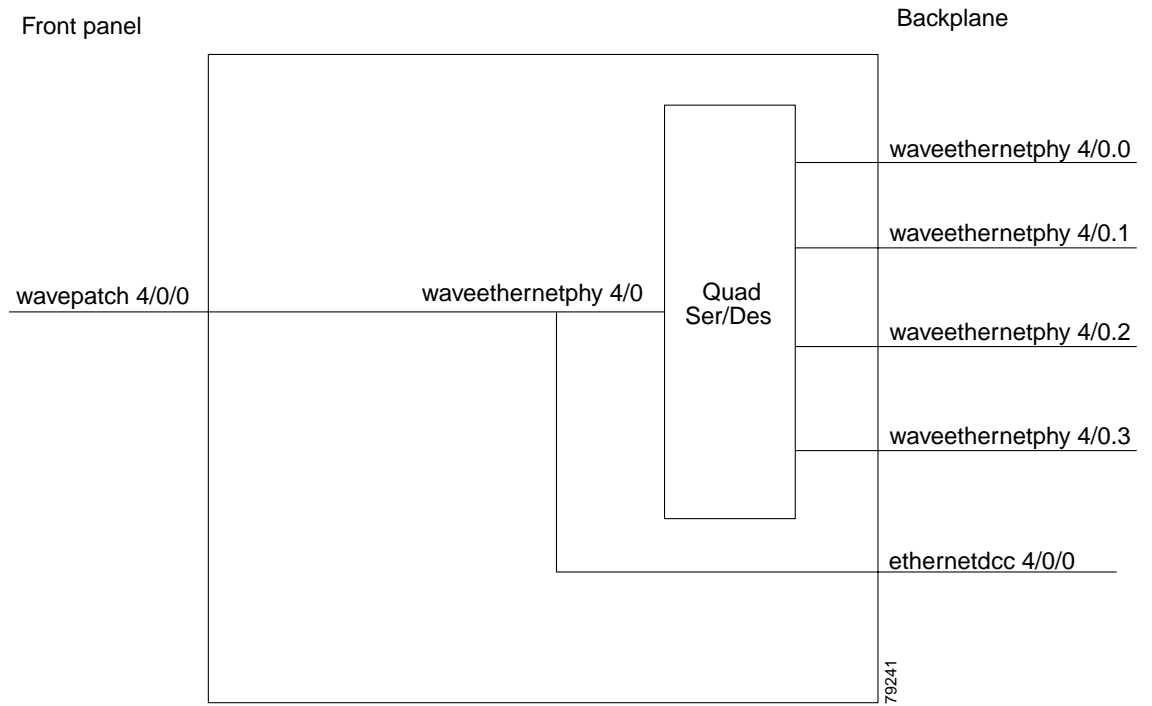 Front panel
Backplane
waveethernetphy 4/0.0
waveethernetphy 4/0.1
wavepatch 4/0/0
waveethernetphy 4/0
Quad
Ser/Des
waveethernetphy 4/0.2
waveethernetphy 4/0.3
ethernetdcc 4/0/0
79241